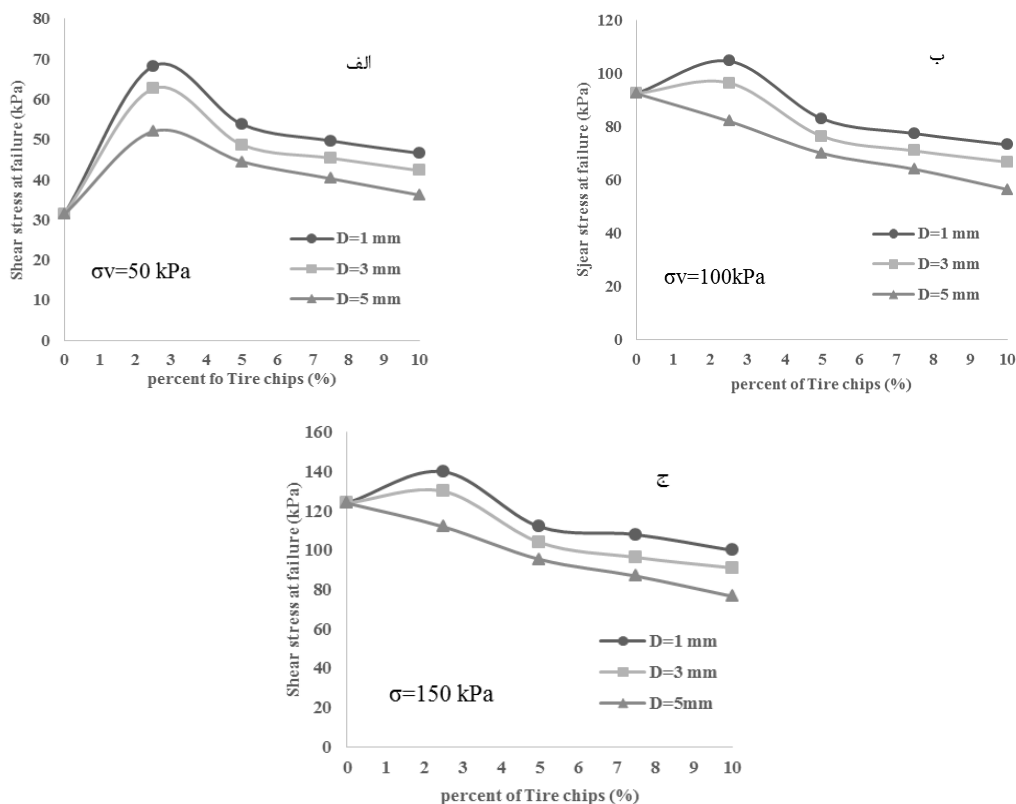 الف
Shear stress at failure (kPa)
80
70
60
50
40
30
20
10
0
D=1 mm
D=3 mm
D=5 mm
σv=50 kPa
0 1 2 3 4 5 6 7 8 9 10
percent fo Tire chips (%)
ب
Sjear stress at failure (kPa)
120
100
80
60
40
20
0
D=1 mm
D=3 mm
D=5 mm
σv=100kPa
0 1 2 3 4 5 6 7 8 9 10
percent of Tire chips (%)
ج
Shear stress at failure (kPa)
160
140
120
100
80
60
40
20
0
D=1 mm
D=3 mm
D=5mm
σ=150 kPa
0 1 2 3 4 5 6 7 8 9 10
percent of Tire chips (%)